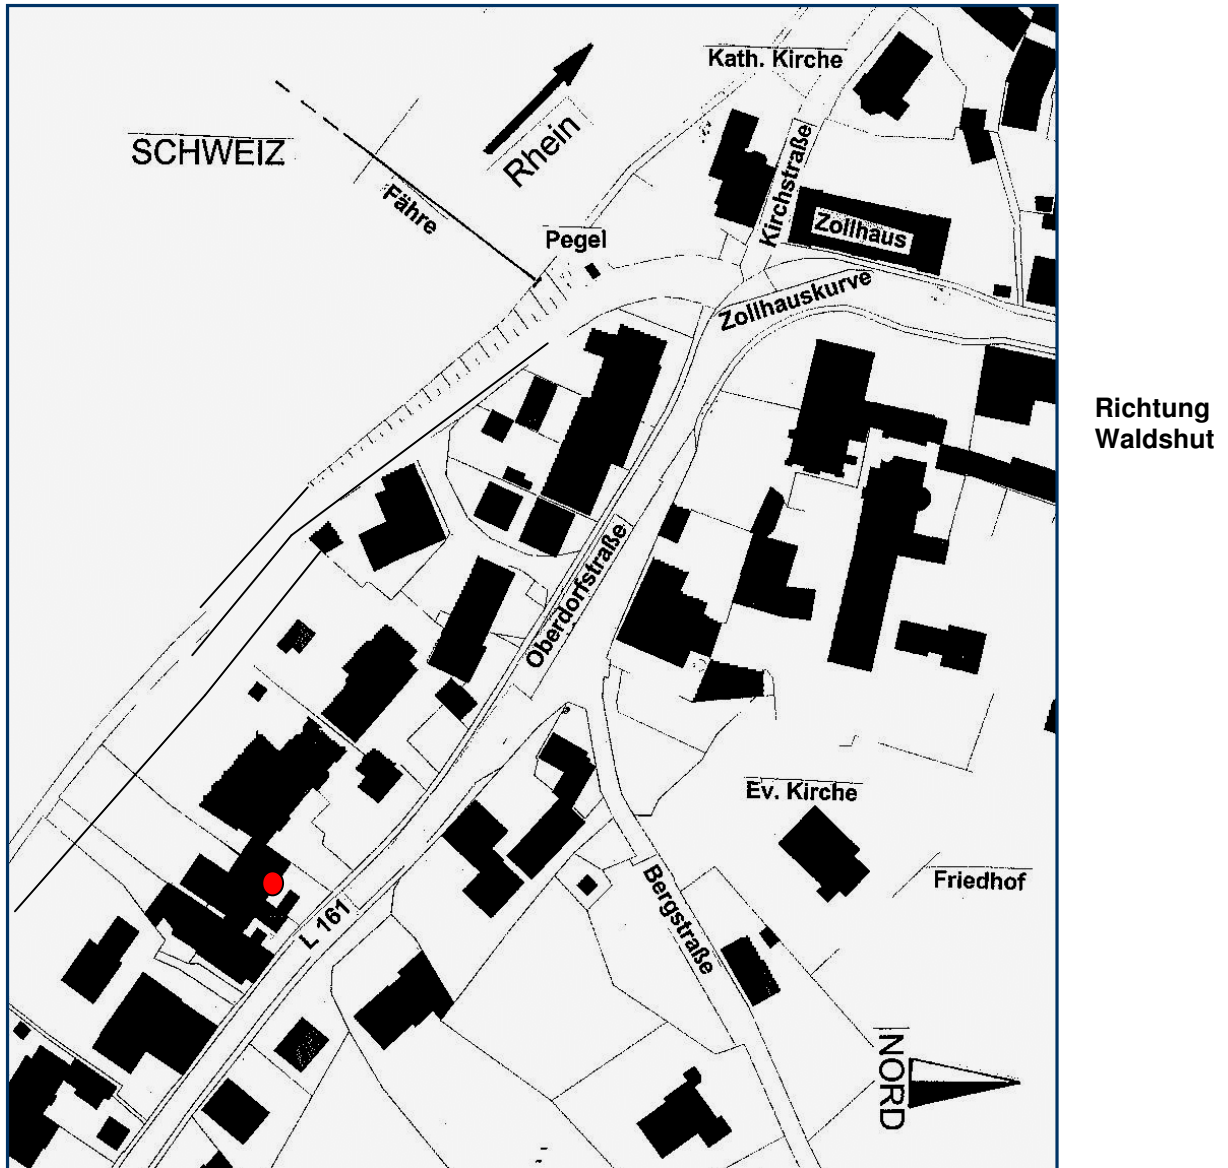 Kath. Kirche
SCHWEIZ
Rhein
Fähre
Kirchstraße
Pegel
Zollhaus
Zollhauskurve
Richtung
Waldshut
Oberdorfstraße
Ev. Kirche
Friedhof
Bergstraße
L 161
NORD